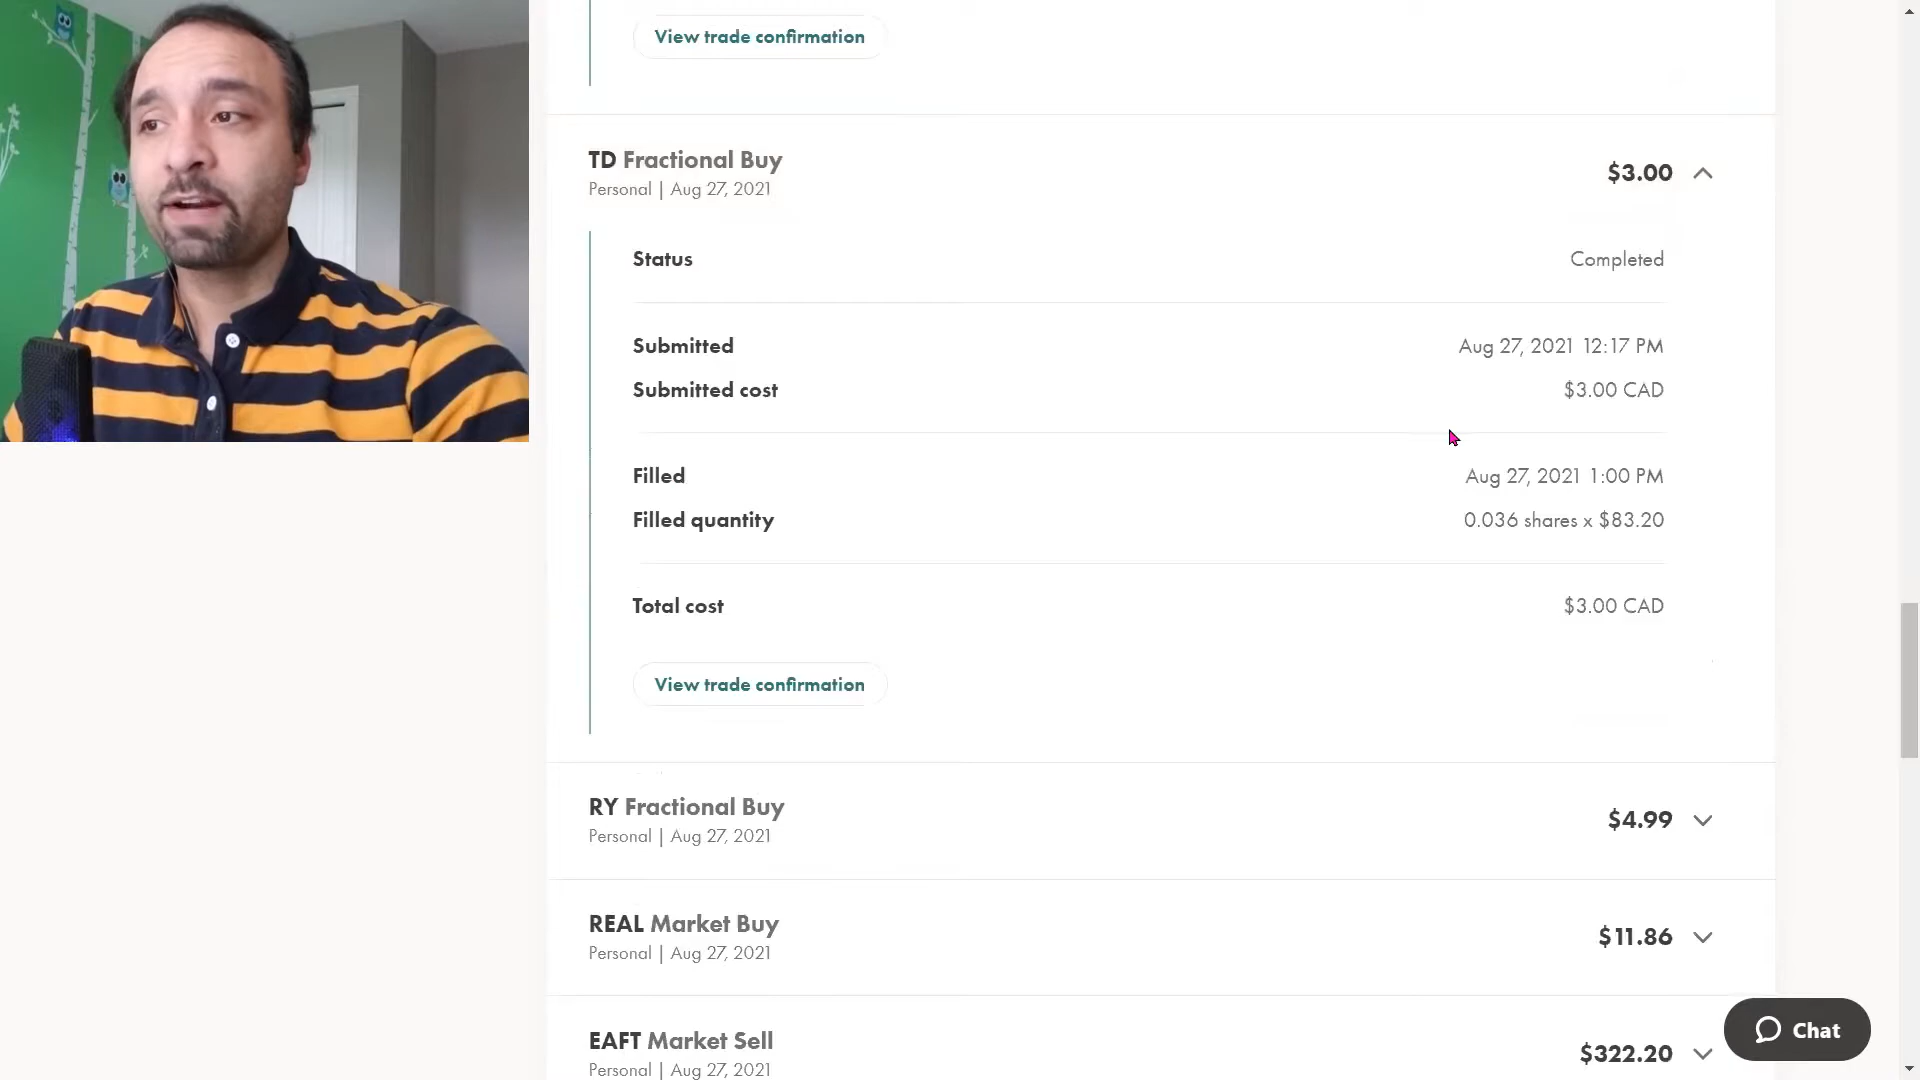 View trade confirmation
TD Fractional Buy
Personal | Aug 27, 2021
$3.00
Status
Completed
Submitted
Aug 27, 2021 12:17 PM
Submitted cost
$3.00 CAD
Filled
Aug 27, 2021 1:00 PM
Filled quantity
0.036 shares x $83.20
Total cost
$3.00 CAD
View trade confirmation
RY Fractional Buy
Personal | Aug 27, 2021
$4.99
REAL Market Buy
Personal | Aug 27, 2021
$11.86
EAFT Market Sell
Personal | Aug 27, 2021
$322.20
Chat